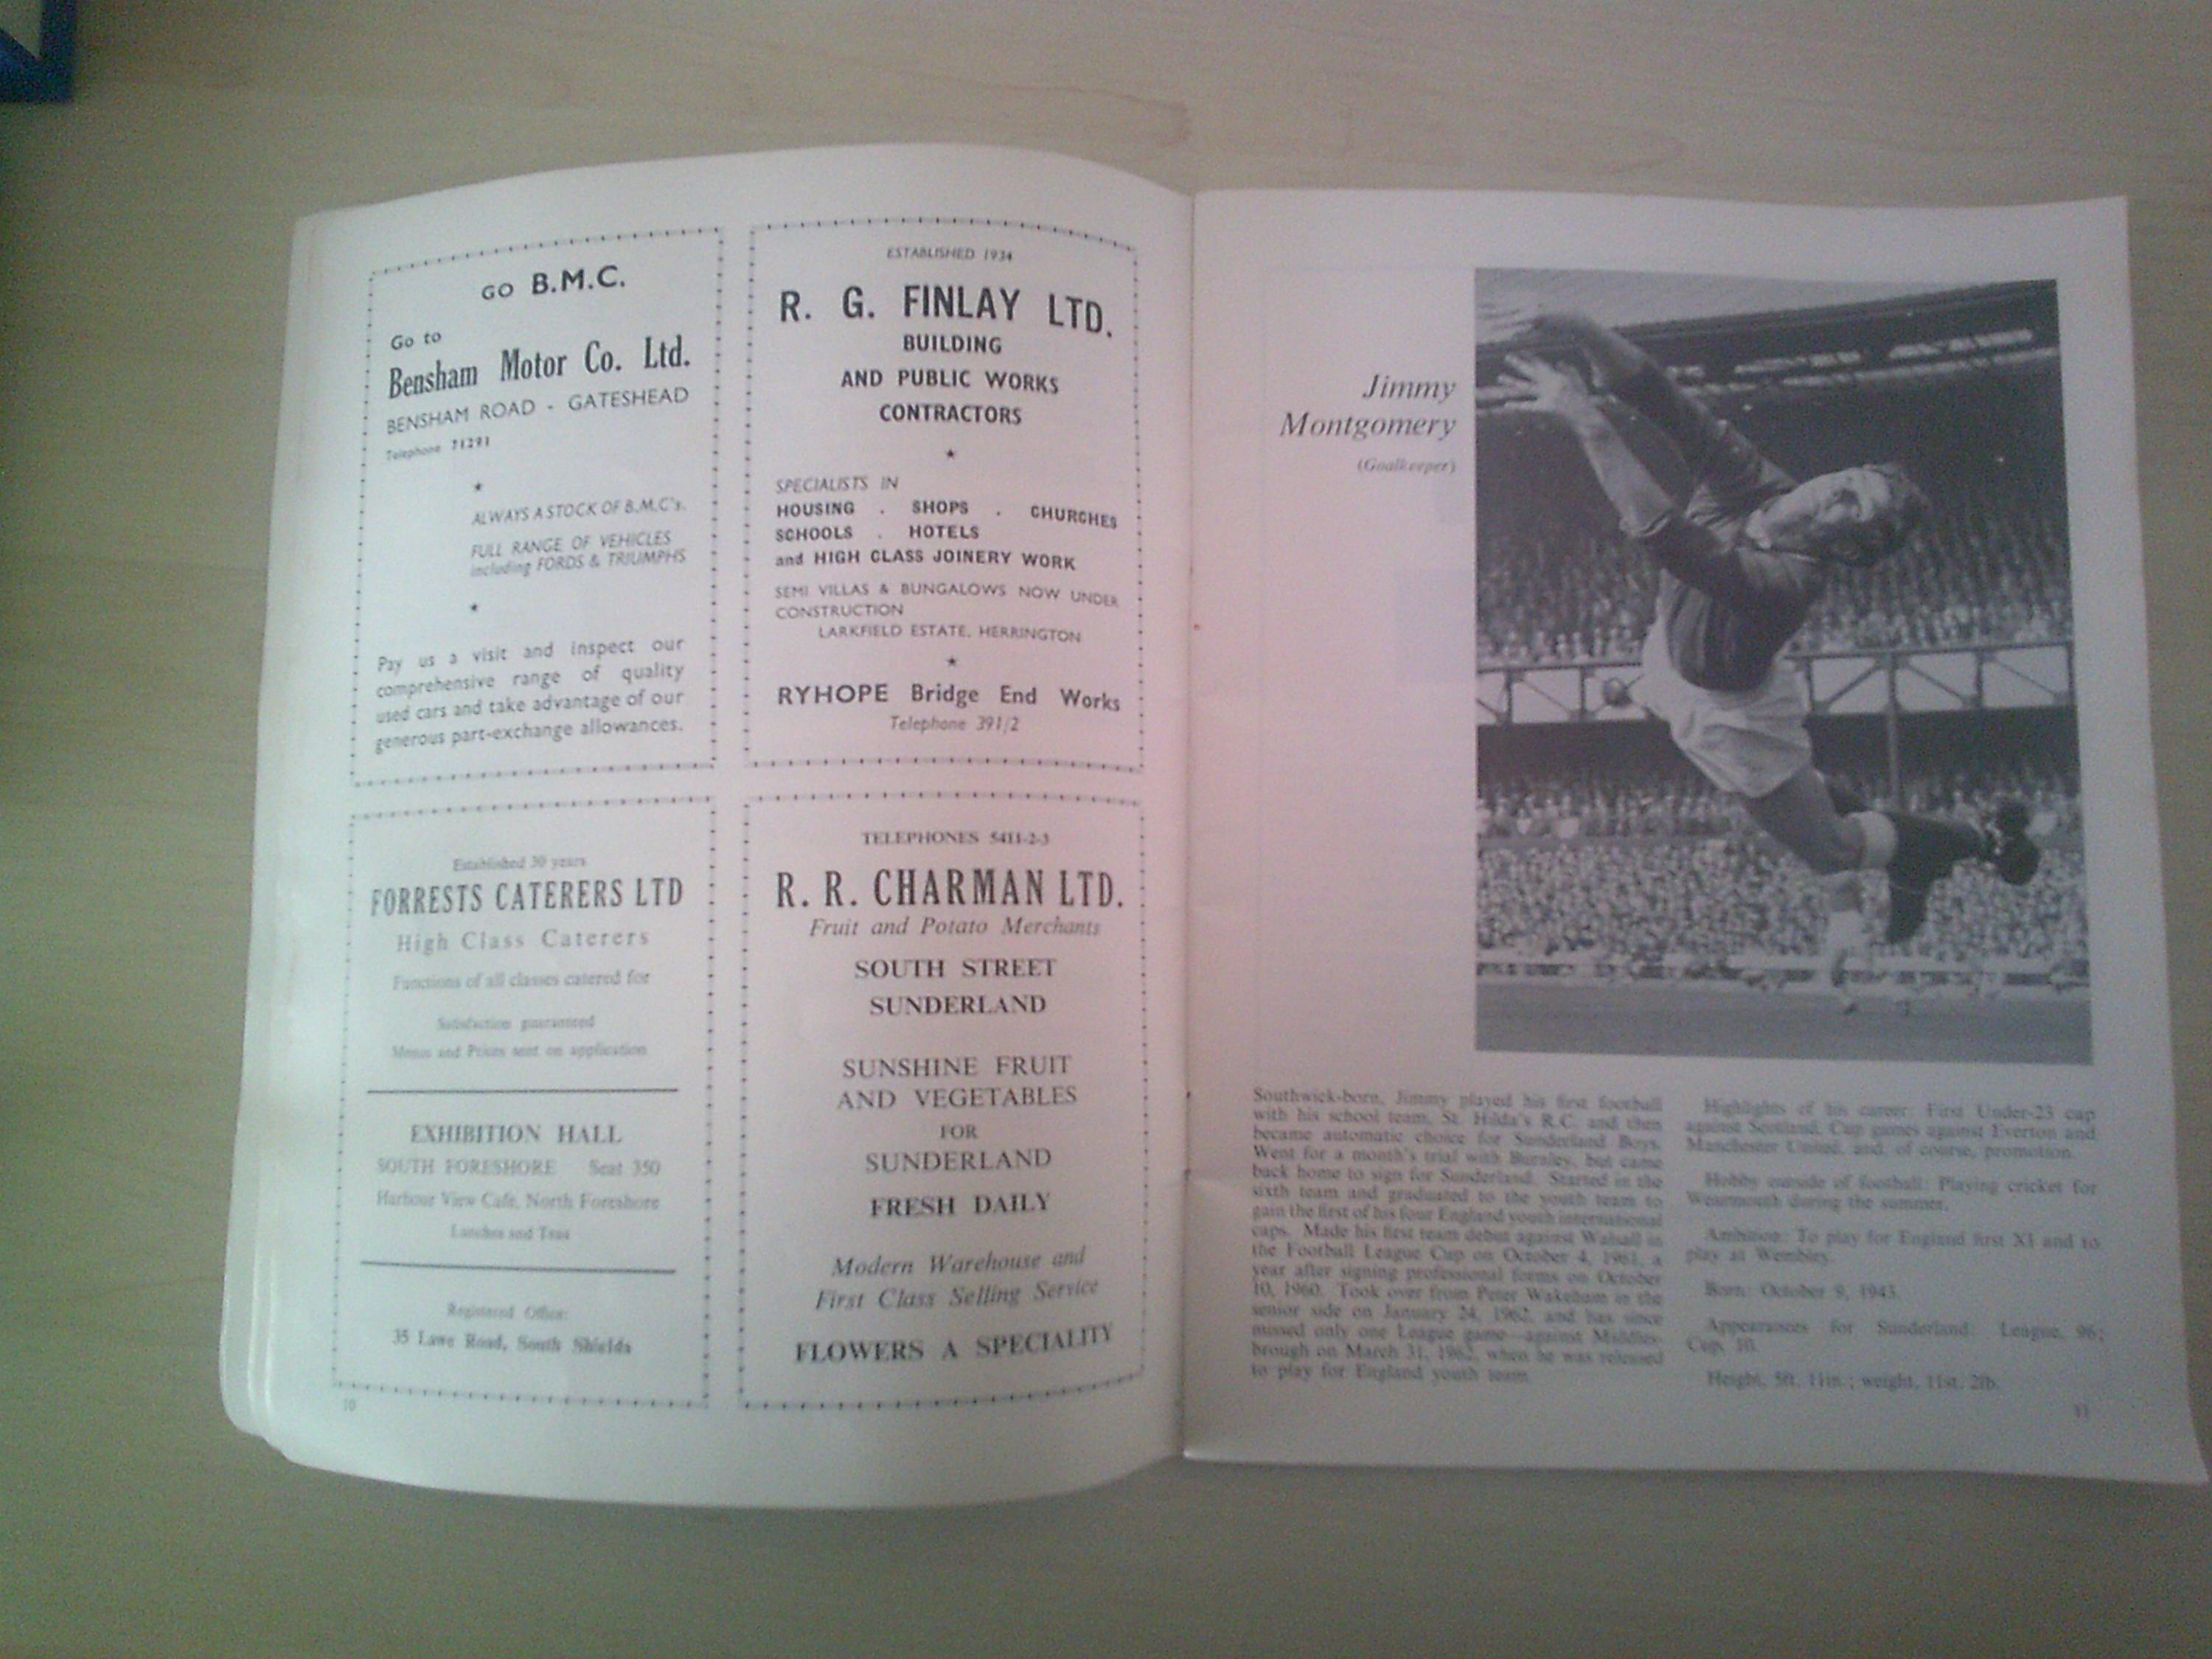 GO B.M.C.
Go to
Bensham Motor Co. Ltd.
BENSHAM ROAD - GATESHEAD
Telephone 71291
★
ALWAYS A STOCK OF B.M.C's.
FULL RANGE OF VEHICLES
including FORDS & TRIUMPHS
★
Pay us a visit and inspect our
comprehensive range of quality
used cars and take advantage of our
generous part-exchange allowances.
ESTABLISHED 1934
R. G. FINLAY LTD.
BUILDING
AND PUBLIC WORKS
CONTRACTORS
★
SPECIALISTS IN
HOUSING . SHOPS . CHURCHES
SCHOOLS . HOTELS
and HIGH CLASS JOINERY WORK
SEMI VILLAS & BUNGALOWS NOW UNDER
CONSTRUCTION
LARKFIELD ESTATE, HERRINGTON
★
RYHOPE Bridge End Works
Telephone 391/2
Established 30 years
FORRESTS CATERERS LTD
High Class Caterers
Functions of all classes catered for
Satisfaction guaranteed
Menus and Prices sent on application
EXHIBITION HALL
SOUTH FORESHORE Seat 350
Harbour View Cafe, North Foreshore
Lunches and Teas
Registered Office:
35 Lawe Road, South Shields
10
TELEPHONES 5411-2-3
R. R. CHARMAN LTD.
Fruit and Potato Merchants
SOUTH STREET
SUNDERLAND
SUNSHINE FRUIT
AND VEGETABLES
FOR
SUNDERLAND
FRESH DAILY
Modern Warehouse and
First Class Selling Service
FLOWERS A SPECIALITY
Jimmy
Montgomery
(Goalkeeper)
Southwick-born, Jimmy played his first football
with his school team, St. Hilda's R.C. and then
became automatic choice for Sunderland Boys.
Went for a month's trial with Burnley, but came
back home to sign for Sunderland. Started in the
sixth team and graduated to the youth team to
gain the first of his four England youth international
caps. Made his first team debut against Walsall in
the Football League Cup on October 4, 1961, a
year after signing professional forms on October
10, 1960. Took over from Peter Wakeham in the
senior side on January 24, 1962, and has since
missed only one League game—against Middles-
brough on March 31, 1962, when he was released
to play for England youth team.
Highlights of his career: First Under-23 cap
against Scotland, Cup games against Everton and
Manchester United, and, of course, promotion.
Hobby outside of football: Playing cricket for
Wearmouth during the summer.
Ambition: To play for England first XI and to
play at Wembley.
Born: October 9, 1943.
Appearances for Sunderland: League, 96;
Cup, 10.
Height, 5ft. 11in.; weight, 11st. 2lb.
11